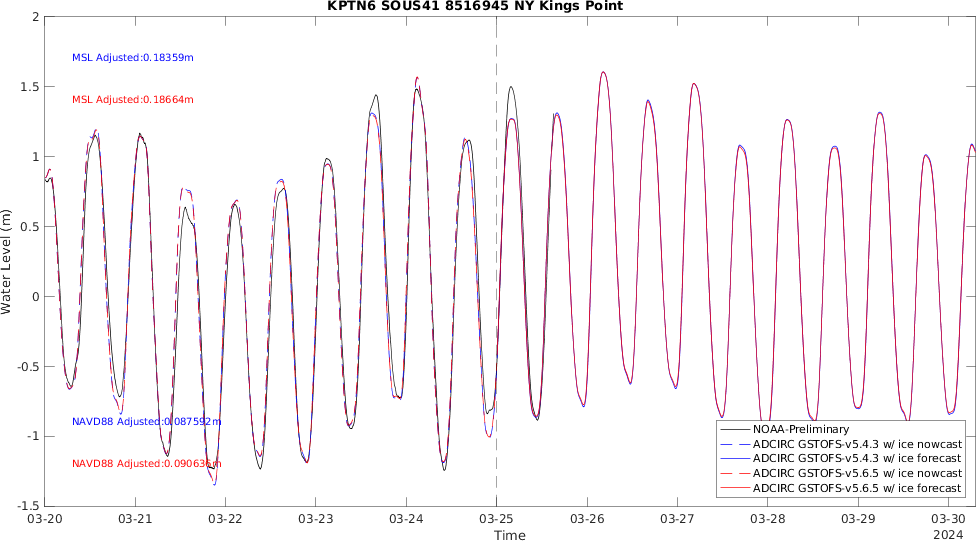 KPTN6 SOUS41 8516945 NY Kings Point
2
MSL Adjusted:0.18359m
1.5
MSL Adjusted:0.18664m
1
0.5
Water Level (m)
0
-0.5
NAVD88 Adjusted:0.087592m
-1
NAVD88 Adjusted:0.090636m
-1.5
NOAA-Preliminary
ADCIRC GSTOFS-v5.4.3 w/ ice nowcast
ADCIRC GSTOFS-v5.4.3 w/ ice forecast
ADCIRC GSTOFS-v5.6.5 w/ ice nowcast
ADCIRC GSTOFS-v5.6.5 w/ ice forecast
03-20 03-21 03-22 03-23 03-24 03-25 03-26 03-27 03-28 03-29 03-30
Time 2024